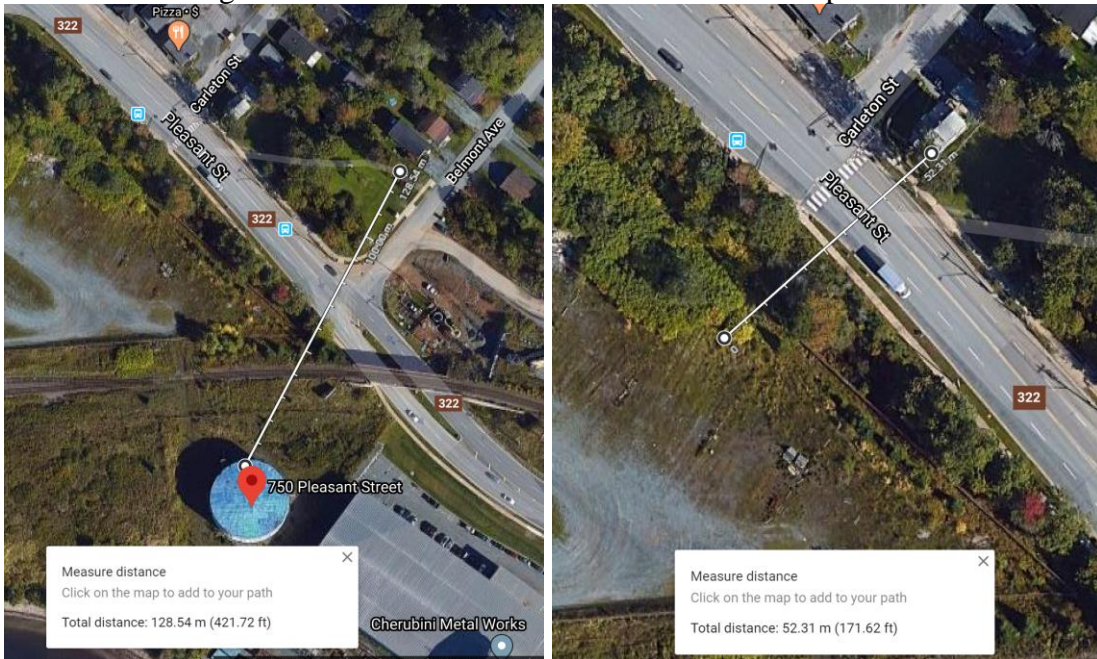 322
Pizza • $
Carleton St
Pleasant St
Belmont Ave
128.54 m
100.00 m
322
322
750 Pleasant Street
Measure distance
Click on the map to add to your path
Total distance: 128.54 m (421.72 ft)
Cherubini Metal Works
Carleton St
52.31 m
Pleasant St
0
322
Measure distance
Click on the map to add to your path
Total distance: 52.31 m (171.62 ft)